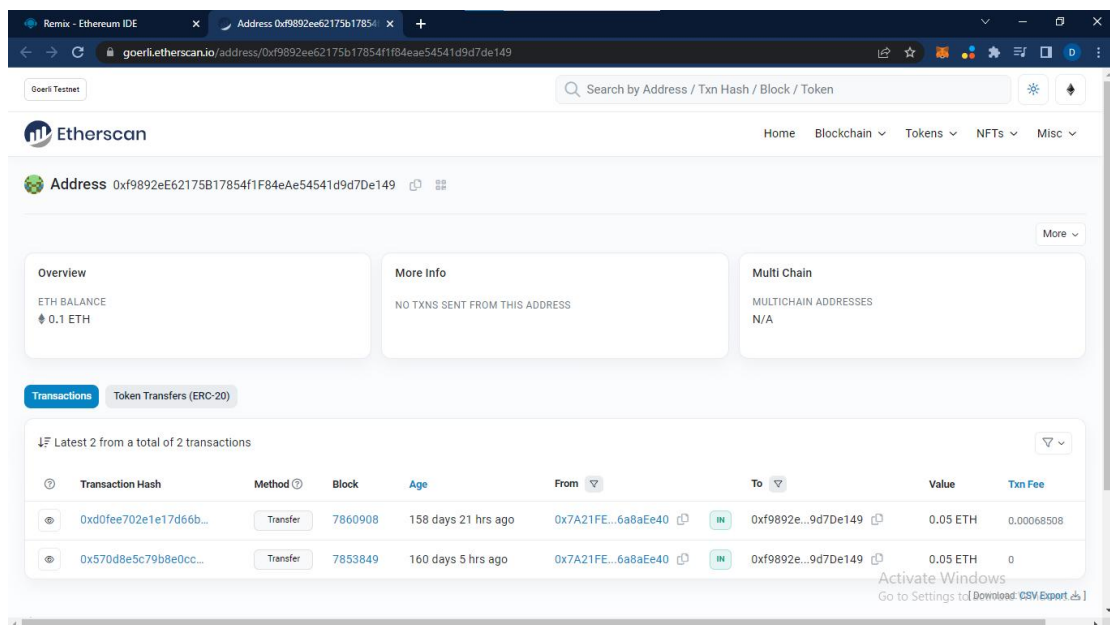 Remix - Ethereum IDE
Address 0xf9892ee62175b17854
goerli.etherscan.io/address/0xf9892ee62175b17854f1f84eae54541d9d7de149
D
Goerli Testnet
Search by Address / Txn Hash / Block / Token
Etherscan
Home Blockchain Tokens NFTs Misc
Address 0xf9892eE62175B17854f1F84eAe54541d9d7De149
More
Overview
ETH BALANCE
0.1 ETH
More Info
NO TXNS SENT FROM THIS ADDRESS
Multi Chain
MULTICHAIN ADDRESSES
N/A
Transactions Token Transfers (ERC-20)
Latest 2 from a total of 2 transactions
Transaction Hash Method Block Age From To Value Txn Fee
0xd0fee702e1e17d66b... Transfer 7860908 158 days 21 hrs ago 0x7A21FE...6a8aEe40 IN 0xf9892e...9d7De149 0.05 ETH 0.00068508
0x570d8e5c79b8e0cc... Transfer 7853849 160 days 5 hrs ago 0x7A21FE...6a8aEe40 IN 0xf9892e...9d7De149 0.05 ETH 0
Activate Windows
Go to Settings to
[ Download: CSV Export ]